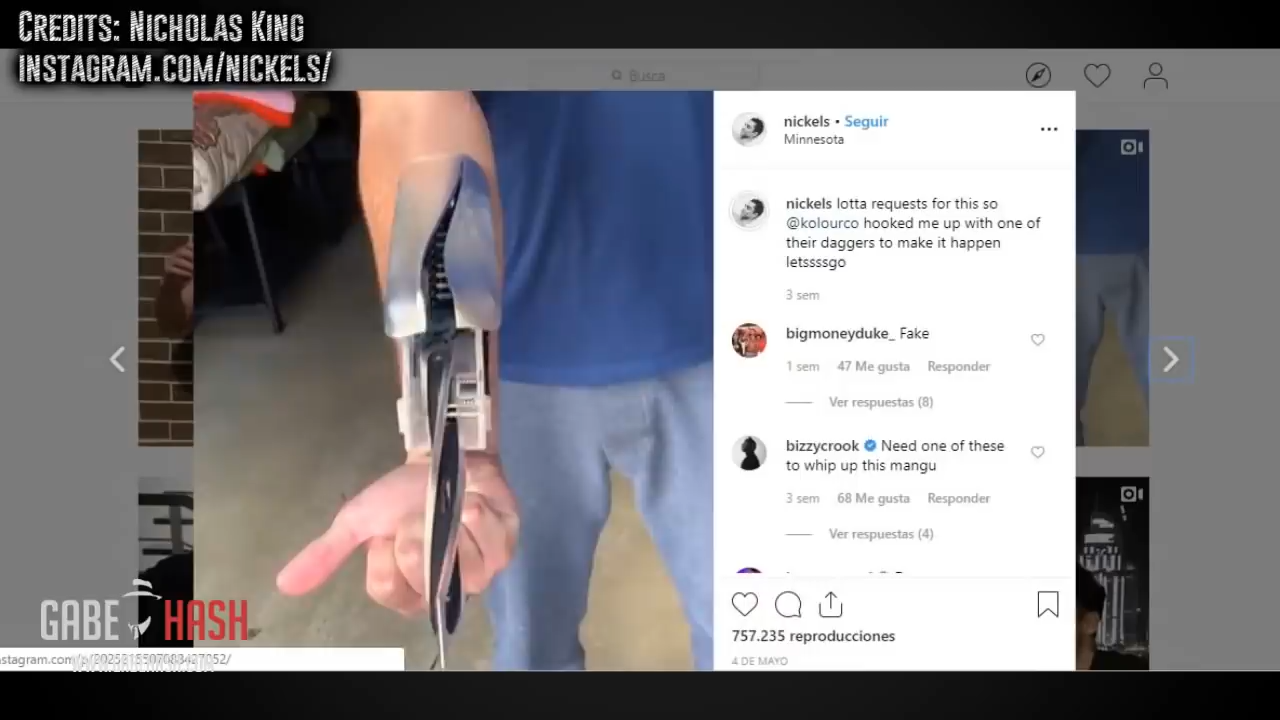 CREDITS: NICHOLAS KING
INSTAGRAM.COM/NICKELS/
Busca
nickels • Seguir
Minnesota
nickels lotta requests for this so
@kolourco hooked me up with one of
their daggers to make it happen
letssssgo
3 sem
bigmoneyduke_ Fake
1 sem 47 Me gusta Responder
Ver respuestas (8)
bizzycrook Need one of these
to whip up this mangu
3 sem 68 Me gusta Responder
Ver respuestas (4)
757.235 reproducciones
4 DE MAYO
GABE HASH